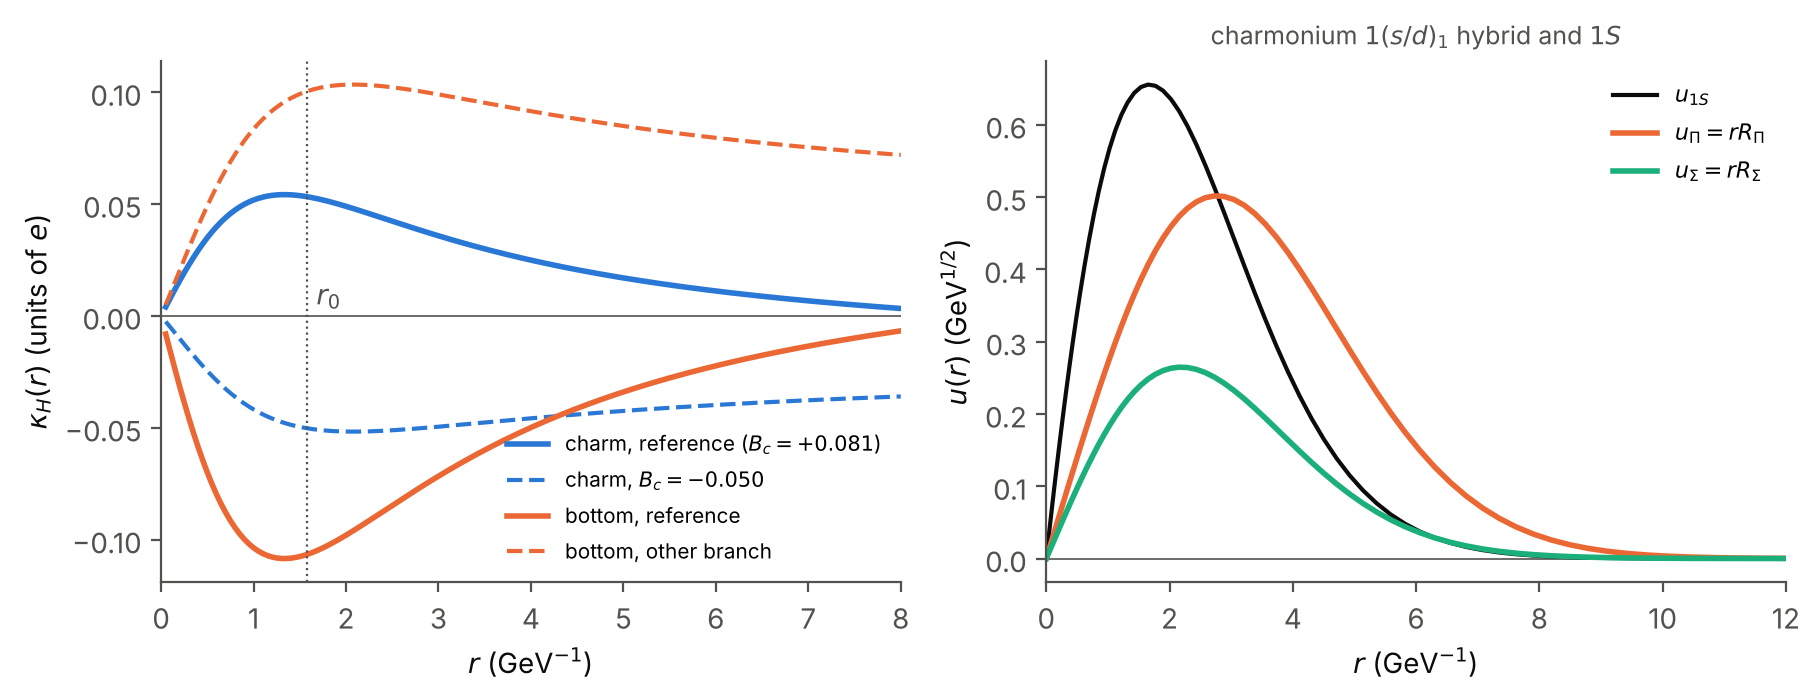 0.10
0.05
0.00
−0.05
−0.10
κ_H(r) (units of e)
r₀
charm, reference (B_c = +0.081)
charm, B_c = −0.050
bottom, reference
bottom, other branch
0 1 2 3 4 5 6 7 8
r (GeV⁻¹)
charmonium 1(s/d)₁ hybrid and 1S
u_{1S}
u_Π = rR_Π
u_Σ = rR_Σ
0.6
0.5
0.4
0.3
0.2
0.1
0.0
u(r) (GeV^{1/2})
0 2 4 6 8 10 12
r (GeV⁻¹)